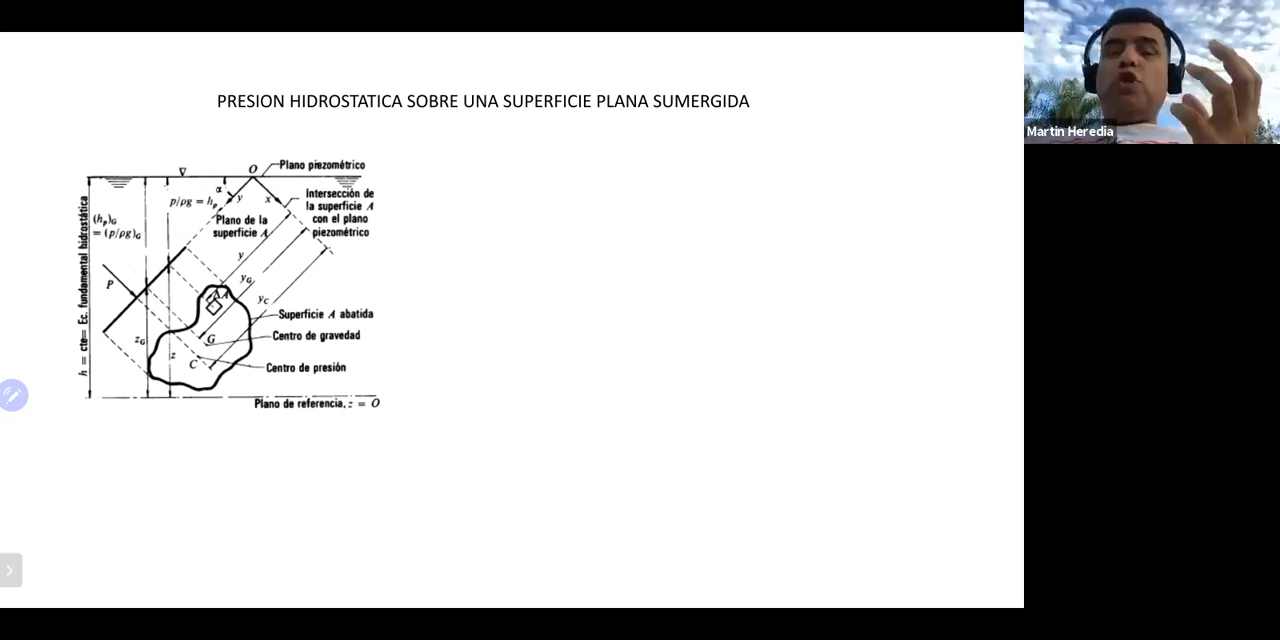 PRESION HIDROSTATICA SOBRE UNA SUPERFICIE PLANA SUMERGIDA
Martin Heredia
O
Plano piezométrico
α
y
x
p/ρg = hₚ
Intersección de
la superficie A
con el plano
piezométrico
(hₚ)G
= (p/ρg)G
Plano de la
superficie A
h = cte= Ec. fundamental hidrostática
y
P
yG
ΔA
yC
Superficie A abatida
zG
G
Centro de gravedad
z
C
Centro de presión
Plano de referencia, z = O